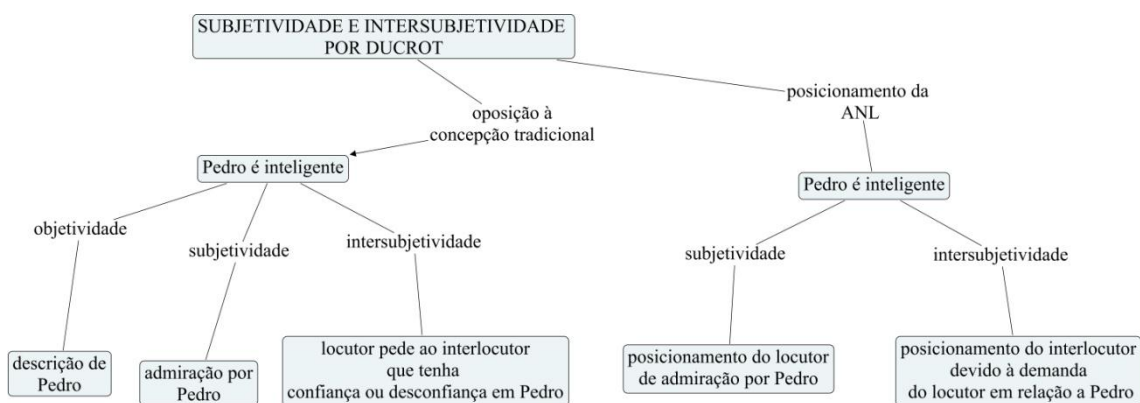 SUBJETIVIDADE E INTERSUBJETIVIDADE
POR DUCROT
oposição à
concepção tradicional
Pedro é inteligente
objetividade
subjetividade
intersubjetividade
descrição de
Pedro
admiração por
Pedro
locutor pede ao interlocutor
que tenha
confiança ou desconfiança em Pedro
posicionamento da
ANL
Pedro é inteligente
subjetividade
intersubjetividade
posicionamento do locutor
de admiração por Pedro
posicionamento do interlocutor
devido à demanda
do locutor em relação a Pedro